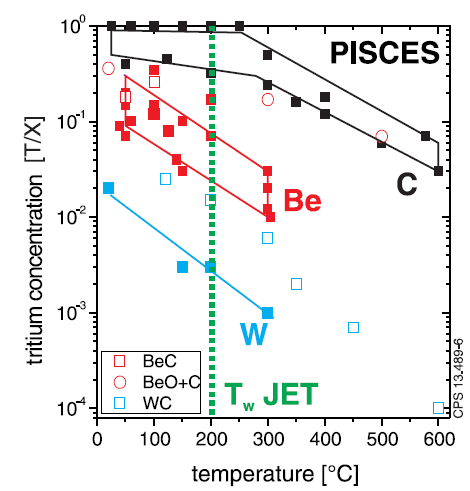 PISCES
tritium concentration [T/X]
10⁰
10⁻¹
10⁻²
10⁻³
10⁻⁴
C
Be
W
BeC
BeO+C
WC
T_w JET
CPS 13.489-6
0 100 200 300 400 500 600
temperature [°C]